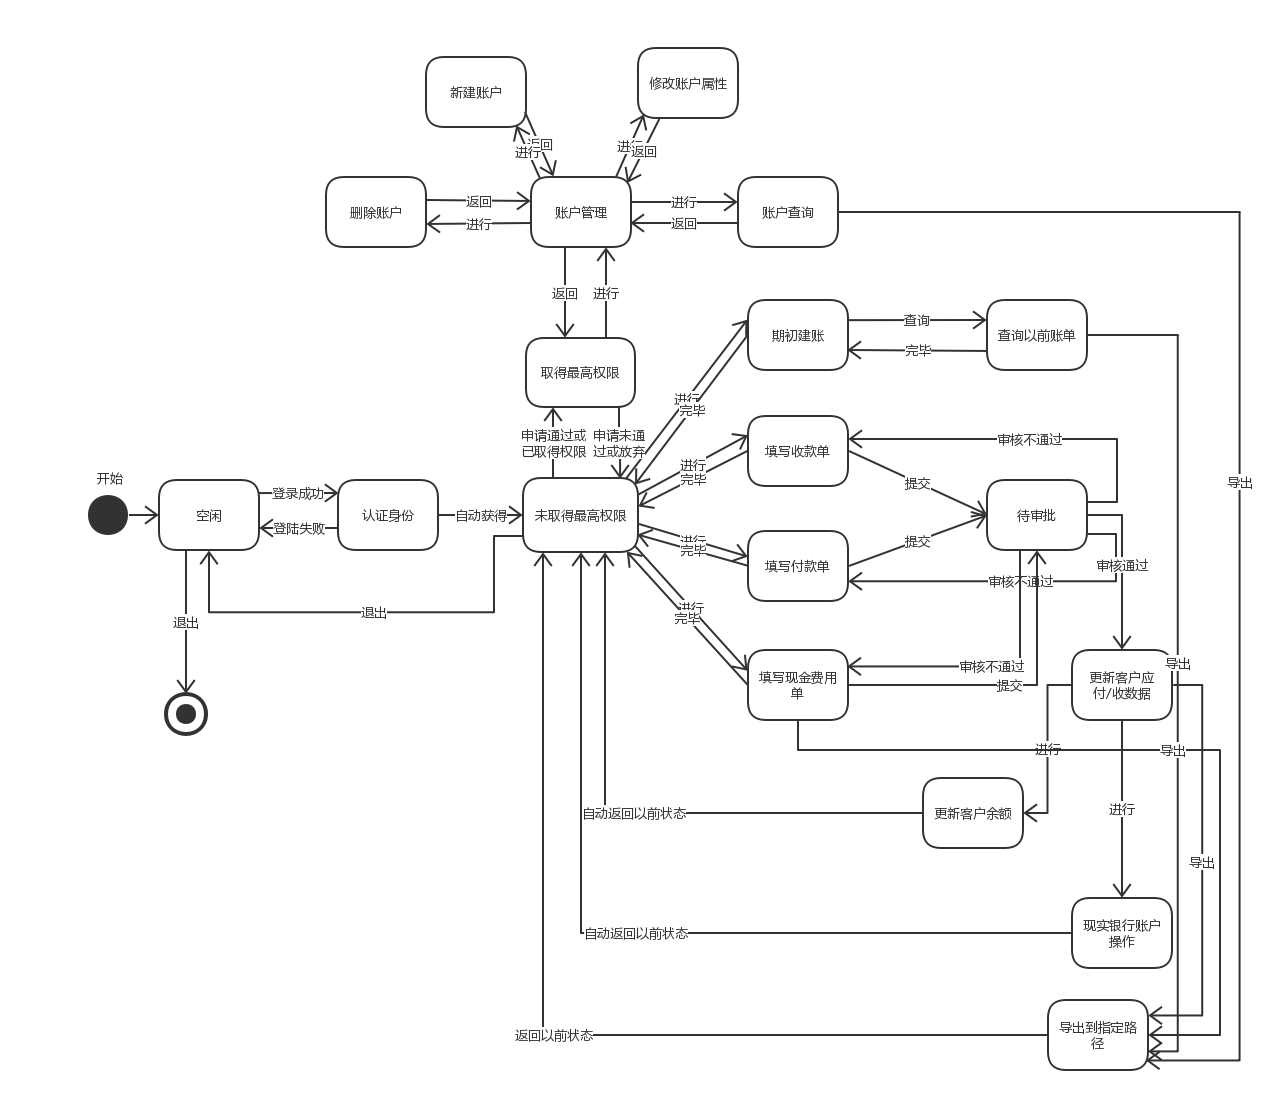 新建账户
修改账户属性
返回
进行
进行
返回
删除账户
返回
进行
账户管理
进行
返回
账户查询
返回
进行
期初建账
查询
完毕
查询以前账单
取得最高权限
进行
完毕
申请通过或
已取得权限
申请未通
过或放弃
填写收款单
审核不通过
进行
完毕
提交
导出
开始
空闲
登录成功
登陆失败
认证身份
自动获得
未取得最高权限
待审批
进行
完毕
提交
填写付款单
审核通过
审核不通过
退出
退出
进行
完毕
填写现金费用
单
审核不通过
提交
更新客户应
付/收数据
导出
进行
导出
自动返回以前状态
更新客户余额
进行
导出
自动返回以前状态
现实银行账户
操作
返回以前状态
导出到指定路
径